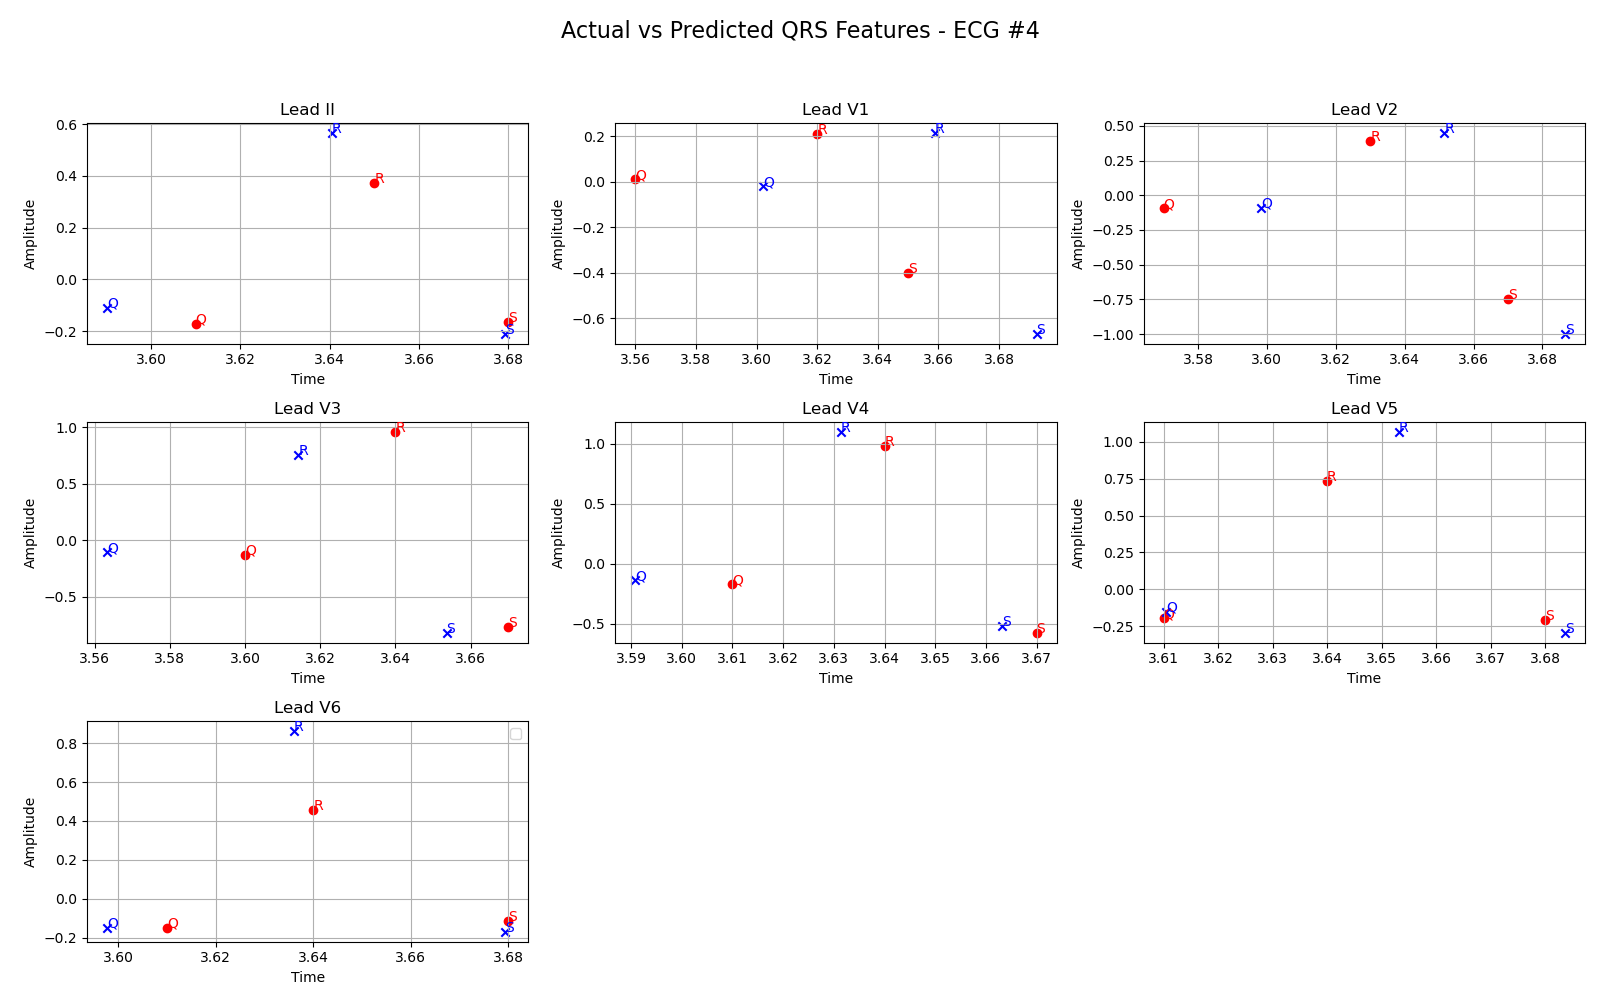 Actual vs Predicted QRS Features - ECG #4
Lead II
Amplitude
0.6
0.4
0.2
0.0
−0.2
R
R
Q
Q
S
S
3.60 3.62 3.64 3.66 3.68
Time
Lead V1
Amplitude
0.2
0.0
−0.2
−0.4
−0.6
R
R
Q
Q
S
S
3.56 3.58 3.60 3.62 3.64 3.66 3.68
Time
Lead V2
Amplitude
0.50
0.25
0.00
−0.25
−0.50
−0.75
−1.00
R
R
Q
Q
S
S
3.58 3.60 3.62 3.64 3.66 3.68
Time
Lead V3
Amplitude
1.0
0.5
0.0
−0.5
R
R
Q
Q
S
S
3.56 3.58 3.60 3.62 3.64 3.66
Time
Lead V4
Amplitude
1.0
0.5
0.0
−0.5
R
R
Q
Q
S
S
3.59 3.60 3.61 3.62 3.63 3.64 3.65 3.66 3.67
Time
Lead V5
Amplitude
1.00
0.75
0.50
0.25
0.00
−0.25
R
R
Q
Q
S
S
3.61 3.62 3.63 3.64 3.65 3.66 3.67 3.68
Time
Lead V6
Amplitude
0.8
0.6
0.4
0.2
0.0
−0.2
R
R
Q
Q
S
S
3.60 3.62 3.64 3.66 3.68
Time